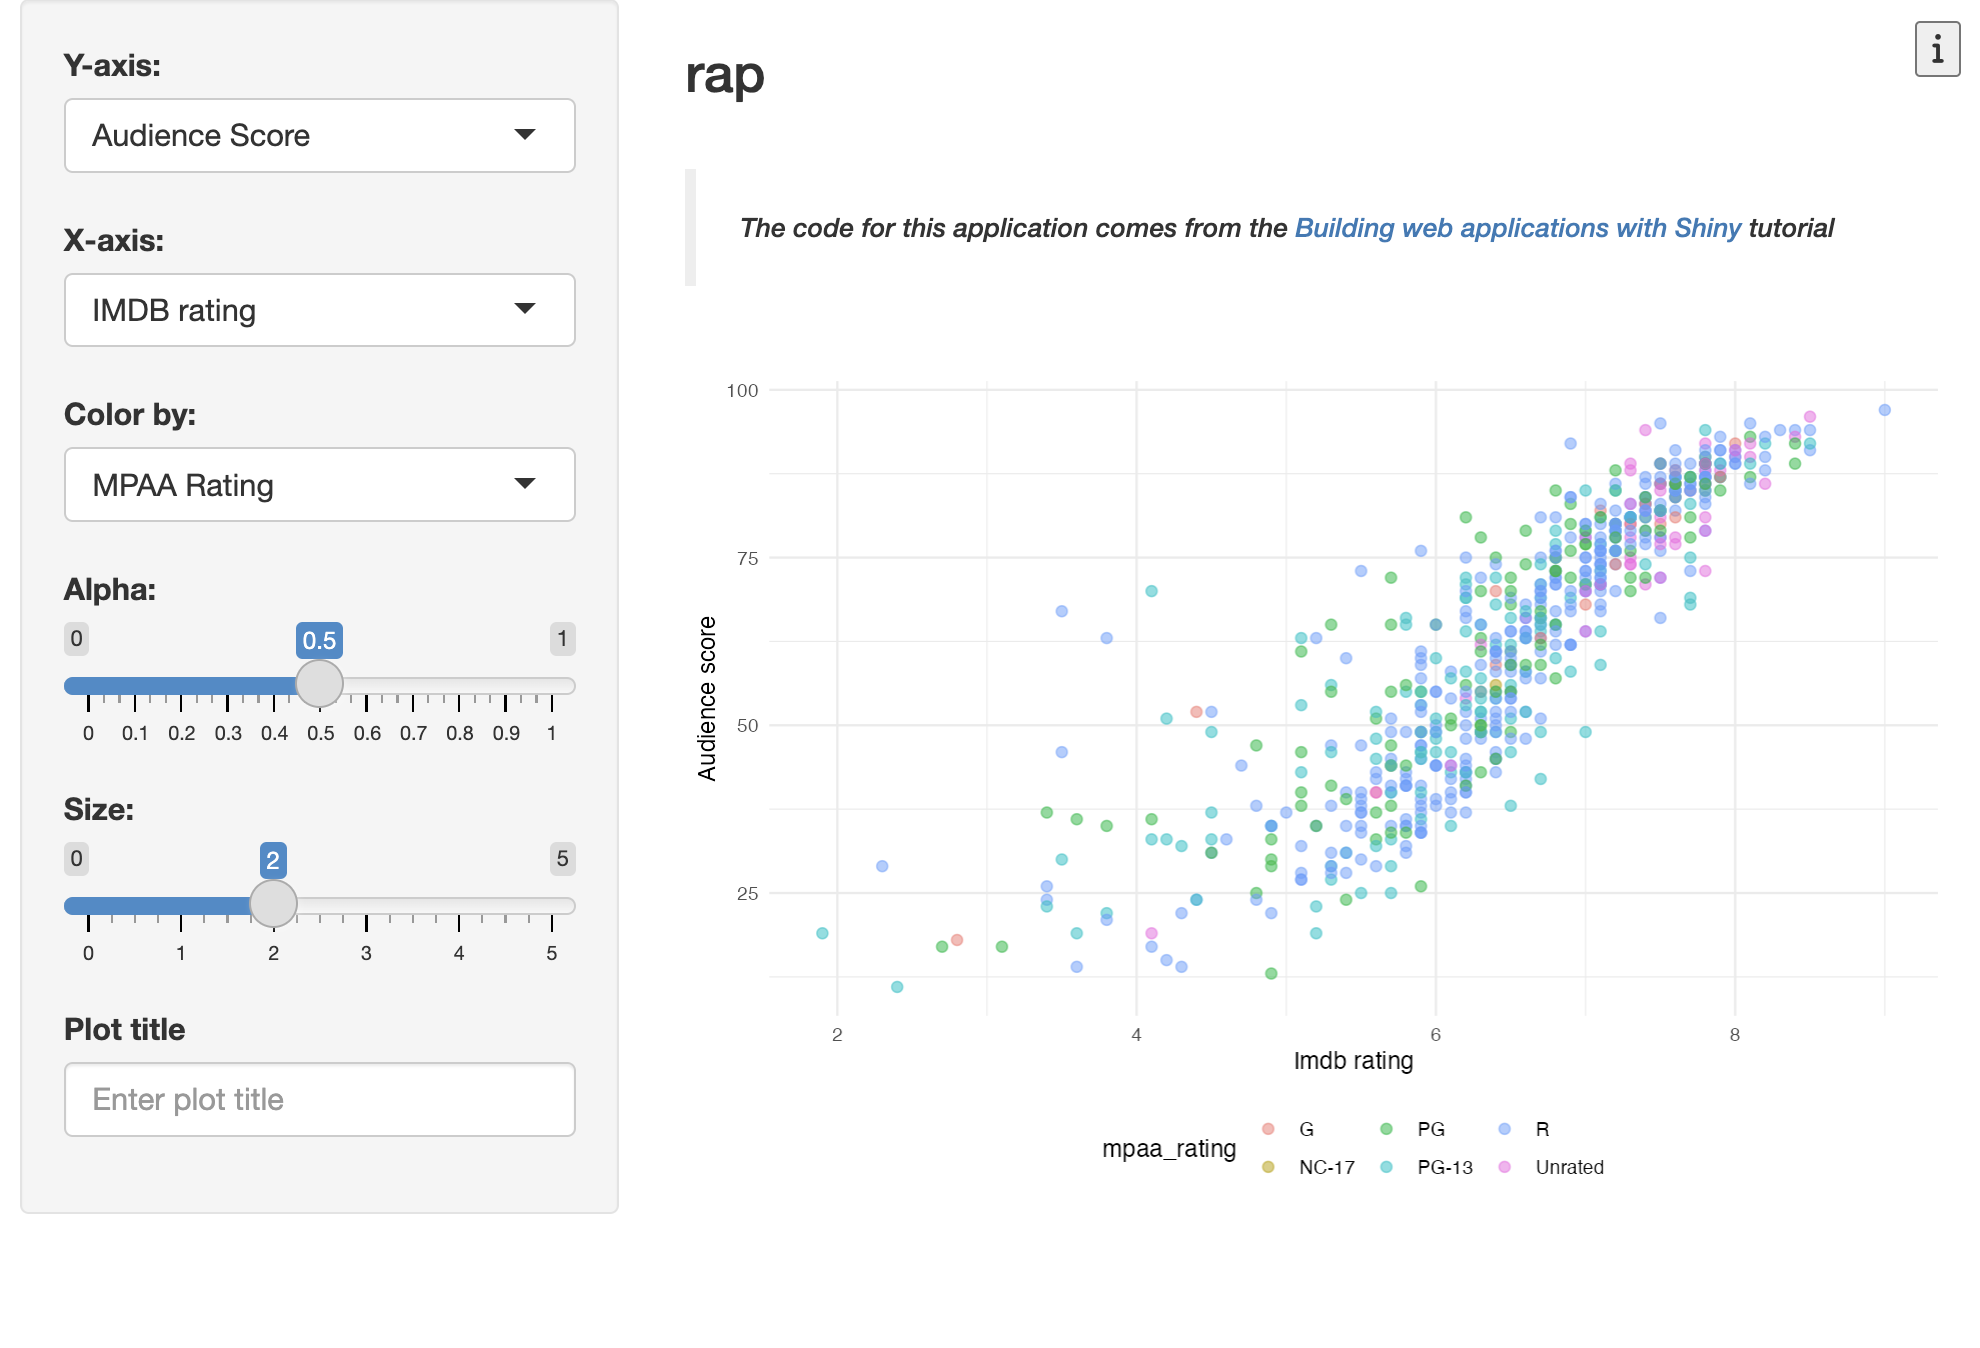 Y-axis:
Audience Score
X-axis:
IMDB rating
Color by:
MPAA Rating
Alpha:
0 0.5 1
0 0.1 0.2 0.3 0.4 0.5 0.6 0.7 0.8 0.9 1
Size:
0 2 5
0 1 2 3 4 5
Plot title
Enter plot title
i
rap
The code for this application comes from the Building web applications with Shiny tutorial
100
75
50
25
Audience score
2 4 6 8
Imdb rating
mpaa_rating
G PG R
NC-17 PG-13 Unrated